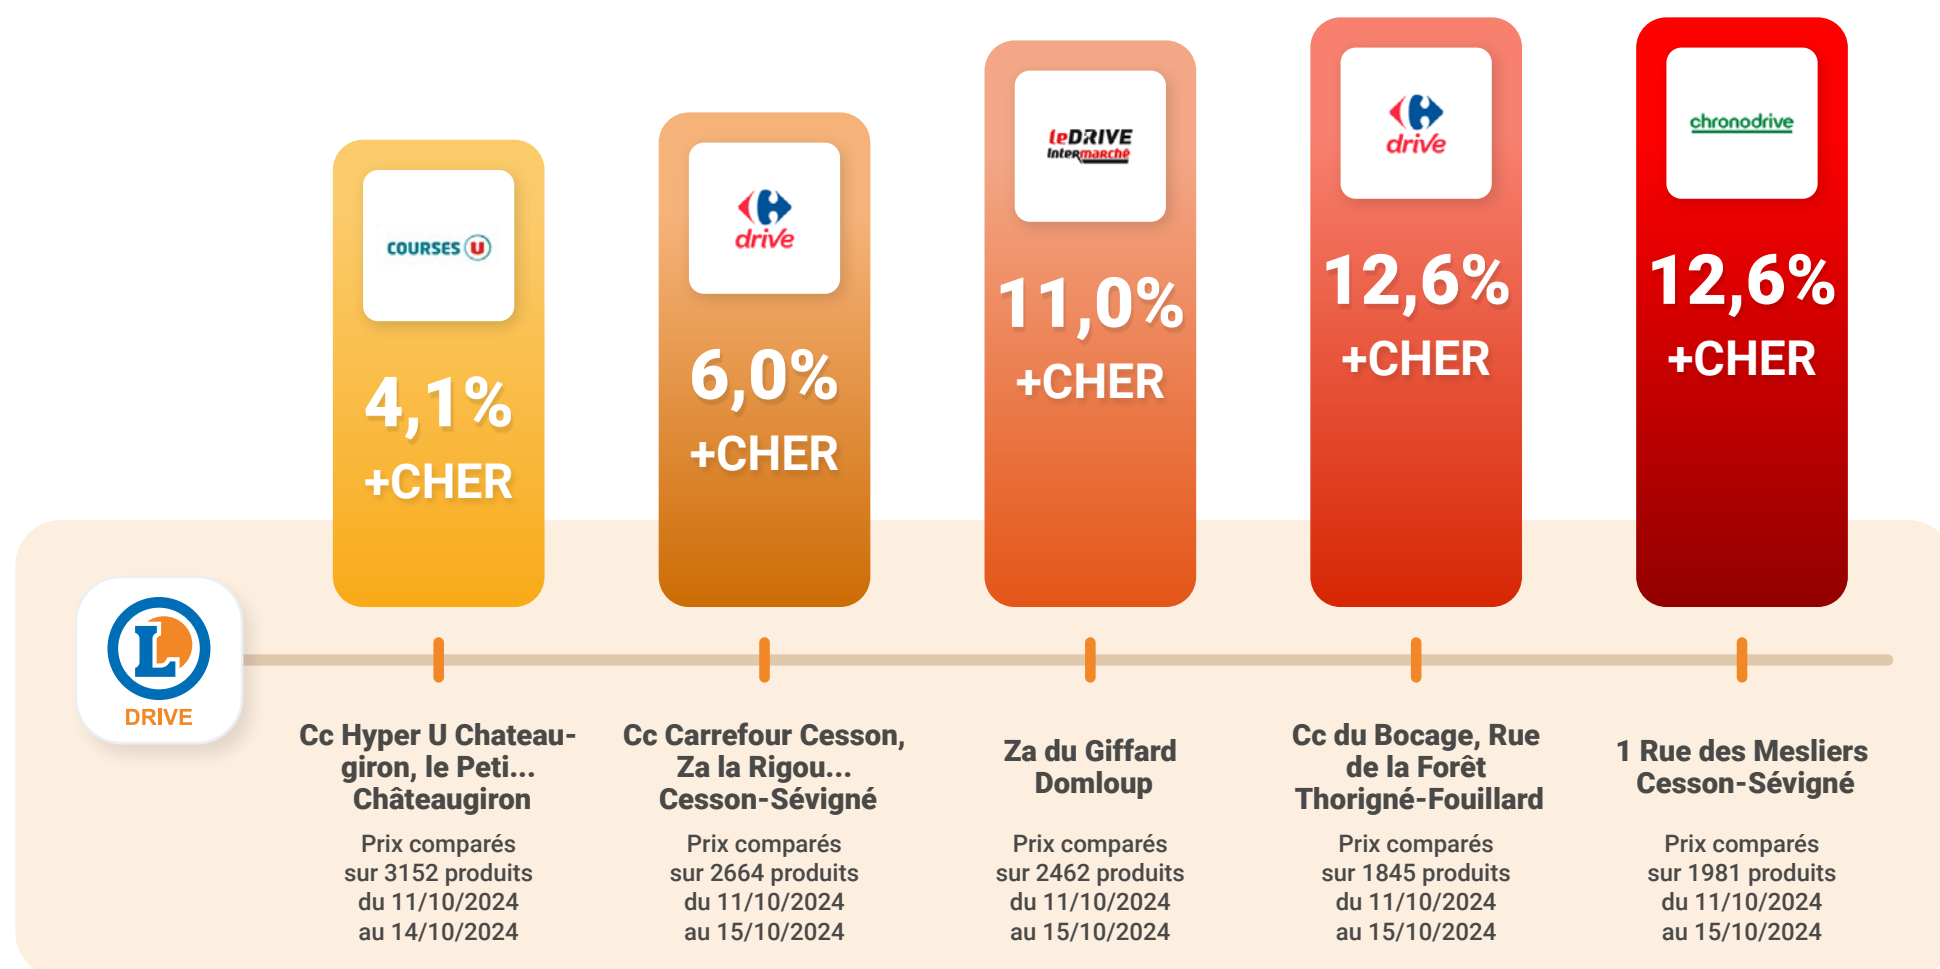 COURSES U
4,1%
+CHER
drive
6,0%
+CHER
leDRIVE
Intermarché
11,0%
+CHER
drive
12,6%
+CHER
chronodrive
12,6%
+CHER
L
DRIVE
Cc Hyper U Chateau-
giron, le Peti...
Châteaugiron
Prix comparés
sur 3152 produits
du 11/10/2024
au 14/10/2024
Cc Carrefour Cesson,
Za la Rigou...
Cesson-Sévigné
Prix comparés
sur 2664 produits
du 11/10/2024
au 15/10/2024
Za du Giffard
Domloup
Prix comparés
sur 2462 produits
du 11/10/2024
au 15/10/2024
Cc du Bocage, Rue
de la Forêt
Thorigné-Fouillard
Prix comparés
sur 1845 produits
du 11/10/2024
au 15/10/2024
1 Rue des Mesliers
Cesson-Sévigné
Prix comparés
sur 1981 produits
du 11/10/2024
au 15/10/2024